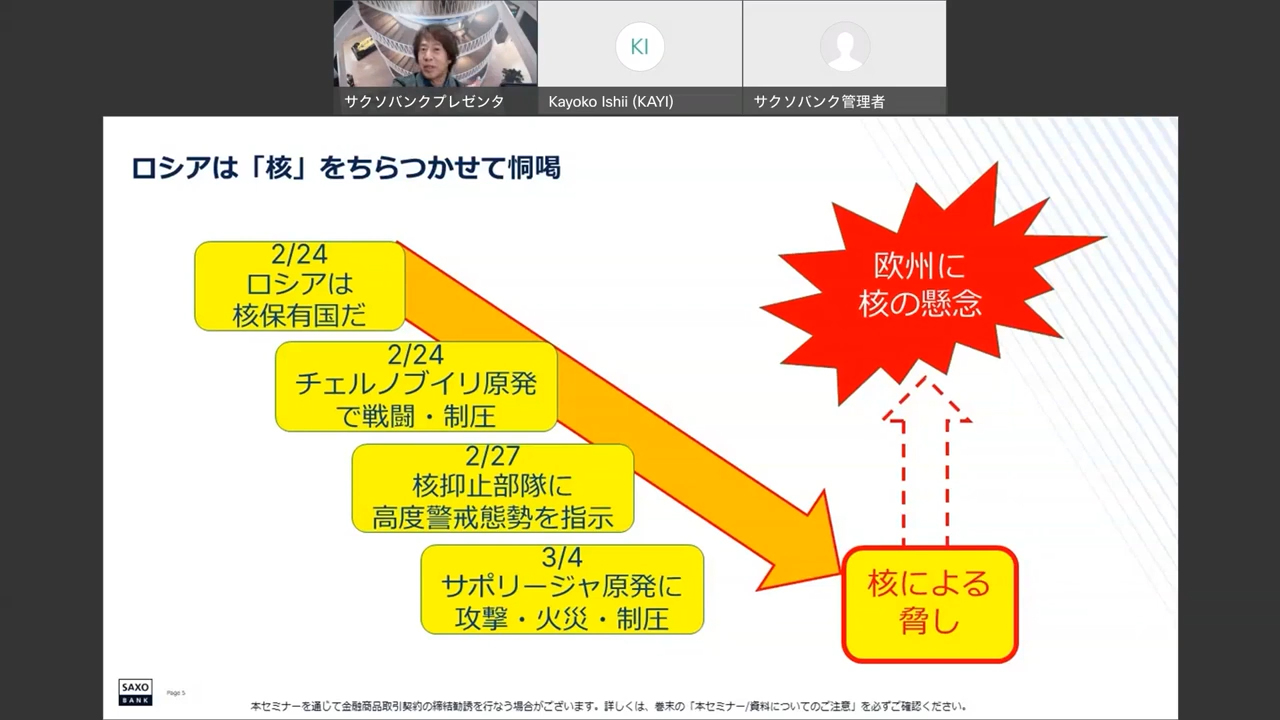 KI
サクソバンクプレゼンタ
Kayoko Ishii (KAYI)
サクソバンク管理者
ロシアは「核」をちらつかせて恫喝
2/24
ロシアは
核保有国だ
2/24
チェルノブイリ原発
で戦闘・制圧
2/27
核抑止部隊に
高度警戒態勢を指示
3/4
サポリージャ原発に
攻撃・火災・制圧
欧州に
核の懸念
核による
脅し
SAXO
BANK
Page 5
本セミナーを通じて金融商品取引契約の締結勧誘を行なう場合がございます。詳しくは、巻末の「本セミナー/資料についてのご注意」を必ずご確認ください。